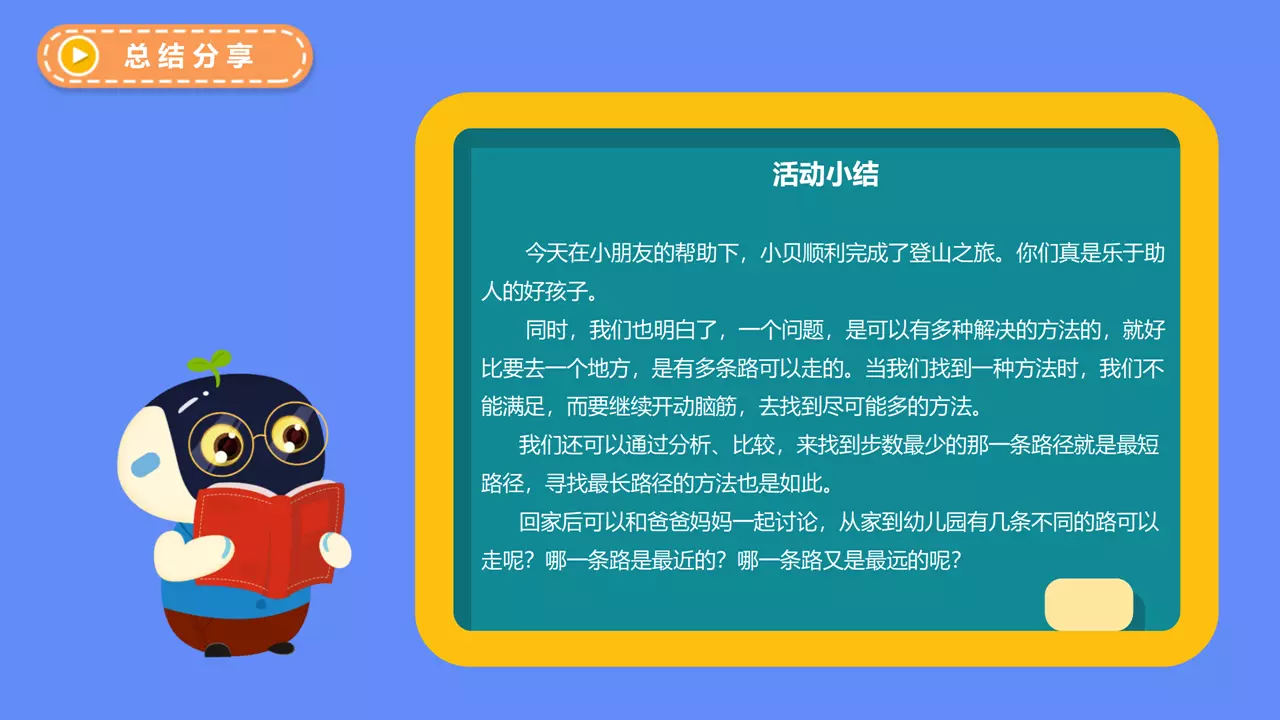 总结分享
活动小结
今天在小朋友的帮助下，小贝顺利完成了登山之旅。你们真是乐于助
人的好孩子。
同时，我们也明白了，一个问题，是可以有多种解决的方法的，就好
比要去一个地方，是有多条路可以走的。当我们找到一种方法时，我们不
能满足，而要继续开动脑筋，去找到尽可能多的方法。
我们还可以通过分析、比较，来找到步数最少的那一条路径就是最短
路径，寻找最长路径的方法也是如此。
回家后可以和爸爸妈妈一起讨论，从家到幼儿园有几条不同的路可以
走呢？哪一条路是最近的？哪一条路又是最远的呢？